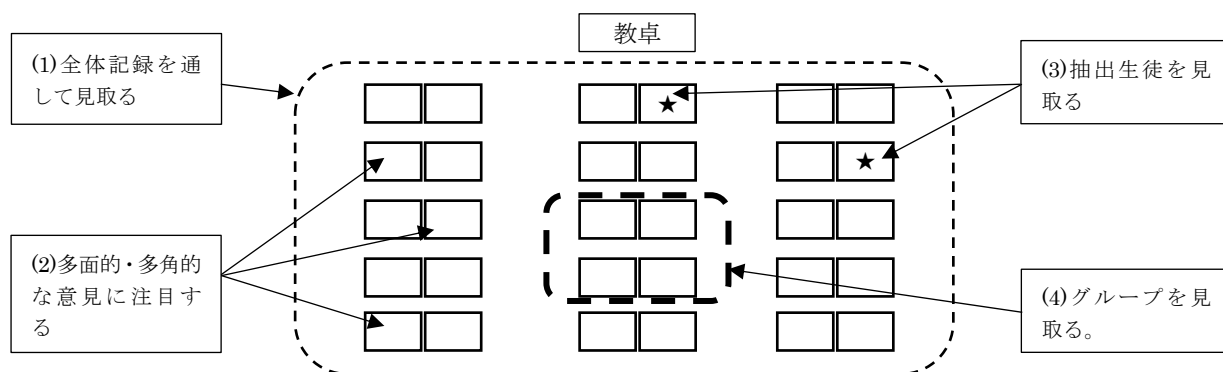 教卓
(1)全体記録を通
して見取る
(3)抽出生徒を見
取る
★
★
(2)多面的・多角的
な意見に注目す
る
(4)グループを見
取る。